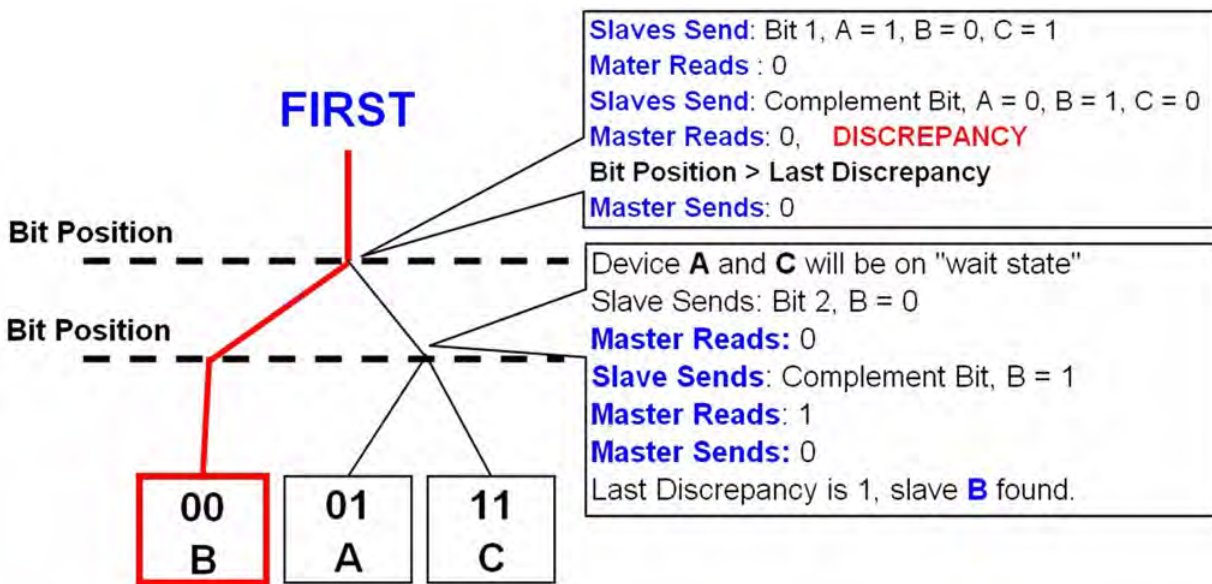 FIRST
Slaves Send: Bit 1, A = 1, B = 0, C = 1
Mater Reads : 0
Slaves Send: Complement Bit, A = 0, B = 1, C = 0
Master Reads: 0, DISCREPANCY
Bit Position > Last Discrepancy
Master Sends: 0
Bit Position
Device A and C will be on "wait state"
Slave Sends: Bit 2, B = 0
Master Reads: 0
Slave Sends: Complement Bit, B = 1
Master Reads: 1
Master Sends: 0
Last Discrepancy is 1, slave B found.
Bit Position
00
B
01
A
11
C